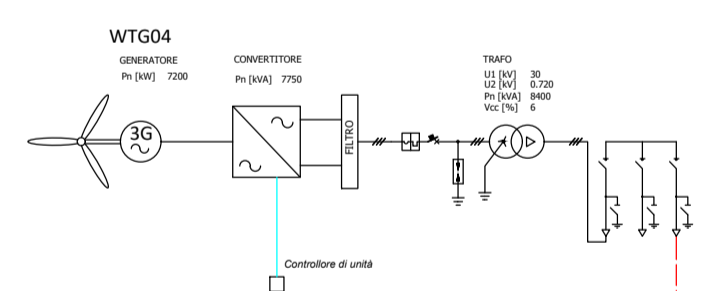 WTG04
GENERATORE
Pn [kW] 7200
CONVERTITORE
Pn [kVA] 7750
TRAFO
U1 [kV] 30
U2 [kV] 0.720
Pn [kVA] 8400
Vcc [%] 6
3G
FILTRO
Controllore di unità